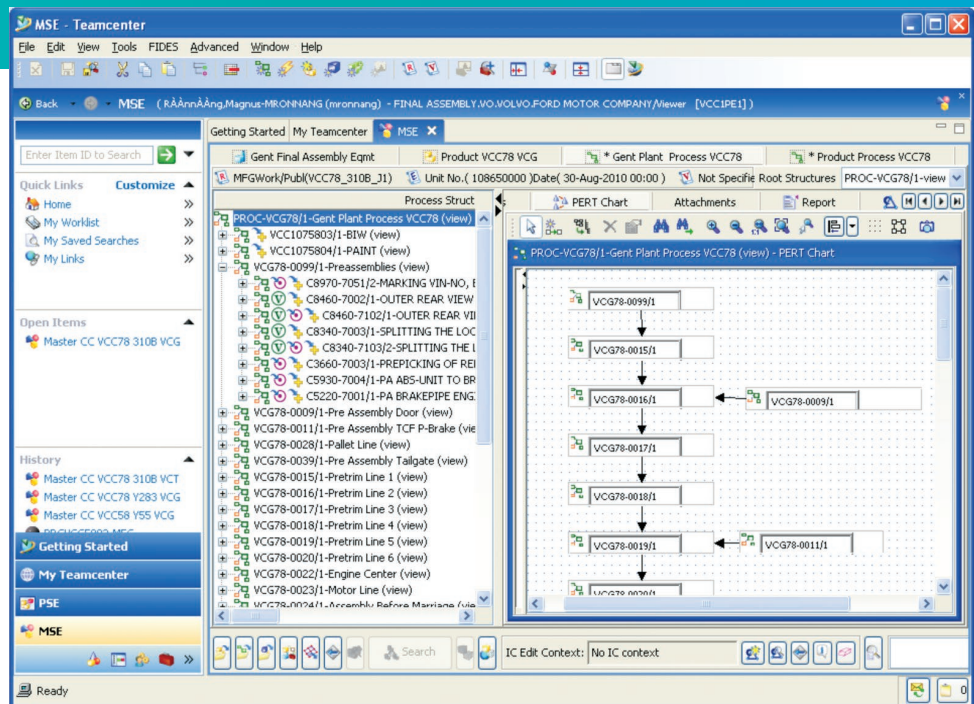 MSE - Teamcenter
File Edit View Tools FIDES Advanced Window Help
Back MSE ( RÀÅnnÀÅng,Magnus-MRONNANG (mronnang) - FINAL ASSEMBLY.VO.VOLVO.FORD MOTOR COMPANY/Viewer [VCC1PE1] )
Enter Item ID to Search
Quick Links Customize
Home
My Worklist
My Saved Searches
My Links
Open Items
Master CC VCC78 310B VCG
History
Master CC VCC78 310B VCT
Master CC VCC78 Y283 VCG
Master CC VCC58 Y55 VCG
Getting Started
My Teamcenter
PSE
MSE
Getting Started My Teamcenter MSE
Gent Final Assembly Eqmt Product VCC78 VCG * Gent Plant Process VCC78 * Product Process VCC78
MFGWork/Publ(VCC78_310B_J1) Unit No.( 108650000 )Date( 30-Aug-2010 00:00 ) Not Specifie Root Structures PROC-VCG78/1-view
Process Struct
PROC-VCG78/1-Gent Plant Process VCC78 (view)
VCC1075803/1-BIW (view)
VCC1075804/1-PAINT (view)
VCG78-0099/1-Preassemblies (view)
C8970-7051/2-MARKING VIN-NO, E
C8460-7002/1-OUTER REAR VIEW
C8460-7102/1-OUTER REAR VII
C8340-7003/1-SPLITTING THE LOC
C8340-7103/2-SPLITTING THE L
C3660-7003/1-PREPICKING OF REI
C5930-7004/1-PA ABS-UNIT TO BR
C5220-7001/1-PA BRAKEPIPE ENG:
VCG78-0009/1-Pre Assembly Door (view)
VCG78-0011/1-Pre Assembly TCF P-Brake (vie
VCG78-0028/1-Pallet Line (view)
VCG78-0039/1-Pre Assembly Tailgate (view)
VCG78-0015/1-Pretrim Line 1 (view)
VCG78-0016/1-Pretrim Line 2 (view)
VCG78-0017/1-Pretrim Line 3 (view)
VCG78-0018/1-Pretrim Line 4 (view)
VCG78-0019/1-Pretrim Line 5 (view)
VCG78-0020/1-Pretrim Line 6 (view)
VCG78-0022/1-Engine Center (view)
VCG78-0023/1-Motor Line (view)
VCG78-0024/1-Assembly Before Marriage (vie
PERT Chart Attachments Report
PROC-VCG78/1-Gent Plant Process VCC78 (view) - PERT Chart
VCG78-0099/1
VCG78-0015/1
VCG78-0016/1 VCG78-0009/1
VCG78-0017/1
VCG78-0018/1
VCG78-0019/1 VCG78-0011/1
VCG78-0020/1
Search IC Edit Context: No IC context
Ready 0